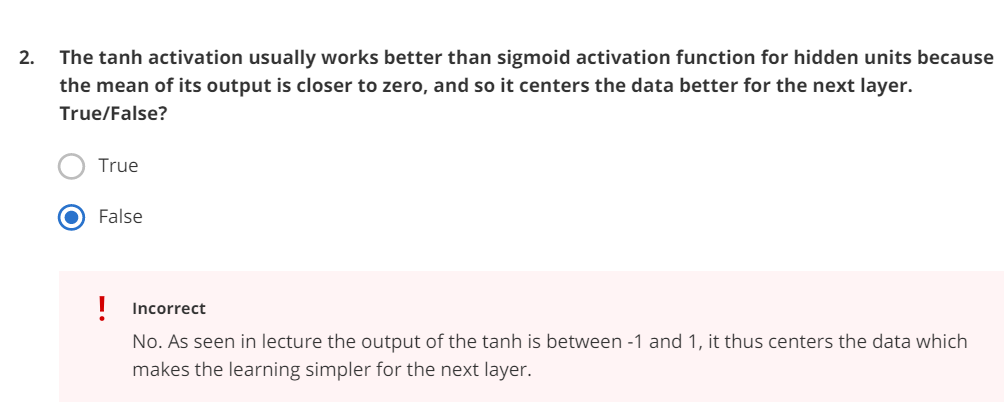 2. The tanh activation usually works better than sigmoid activation function for hidden units because
the mean of its output is closer to zero, and so it centers the data better for the next layer.
True/False?
True
False
! Incorrect
No. As seen in lecture the output of the tanh is between -1 and 1, it thus centers the data which
makes the learning simpler for the next layer.